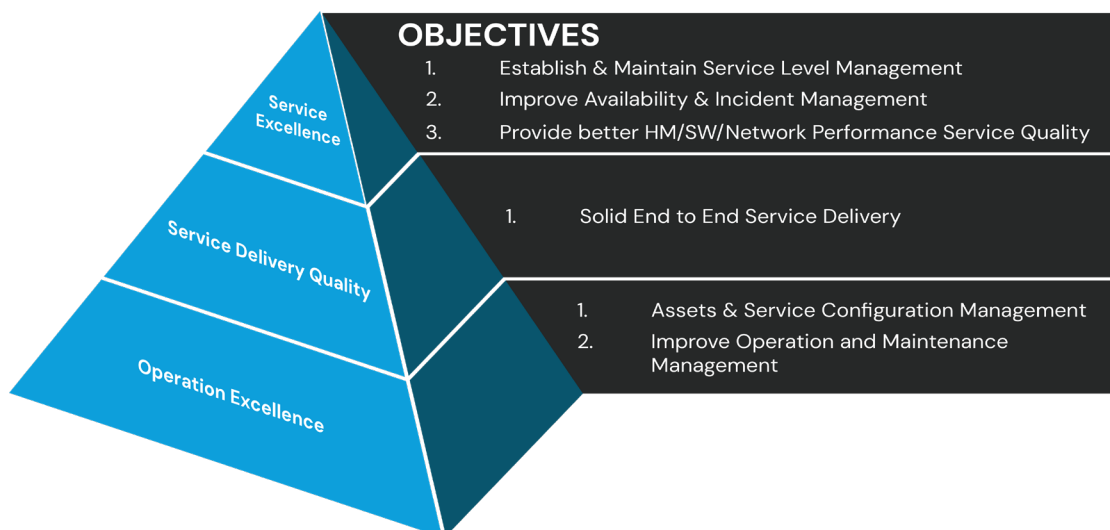 OBJECTIVES
1. Establish & Maintain Service Level Management
2. Improve Availability & Incident Management
3. Provide better HM/SW/Network Performance Service Quality
Service
Excellence
1. Solid End to End Service Delivery
Service Delivery Quality
1. Assets & Service Configuration Management
2. Improve Operation and Maintenance
Management
Operation Excellence